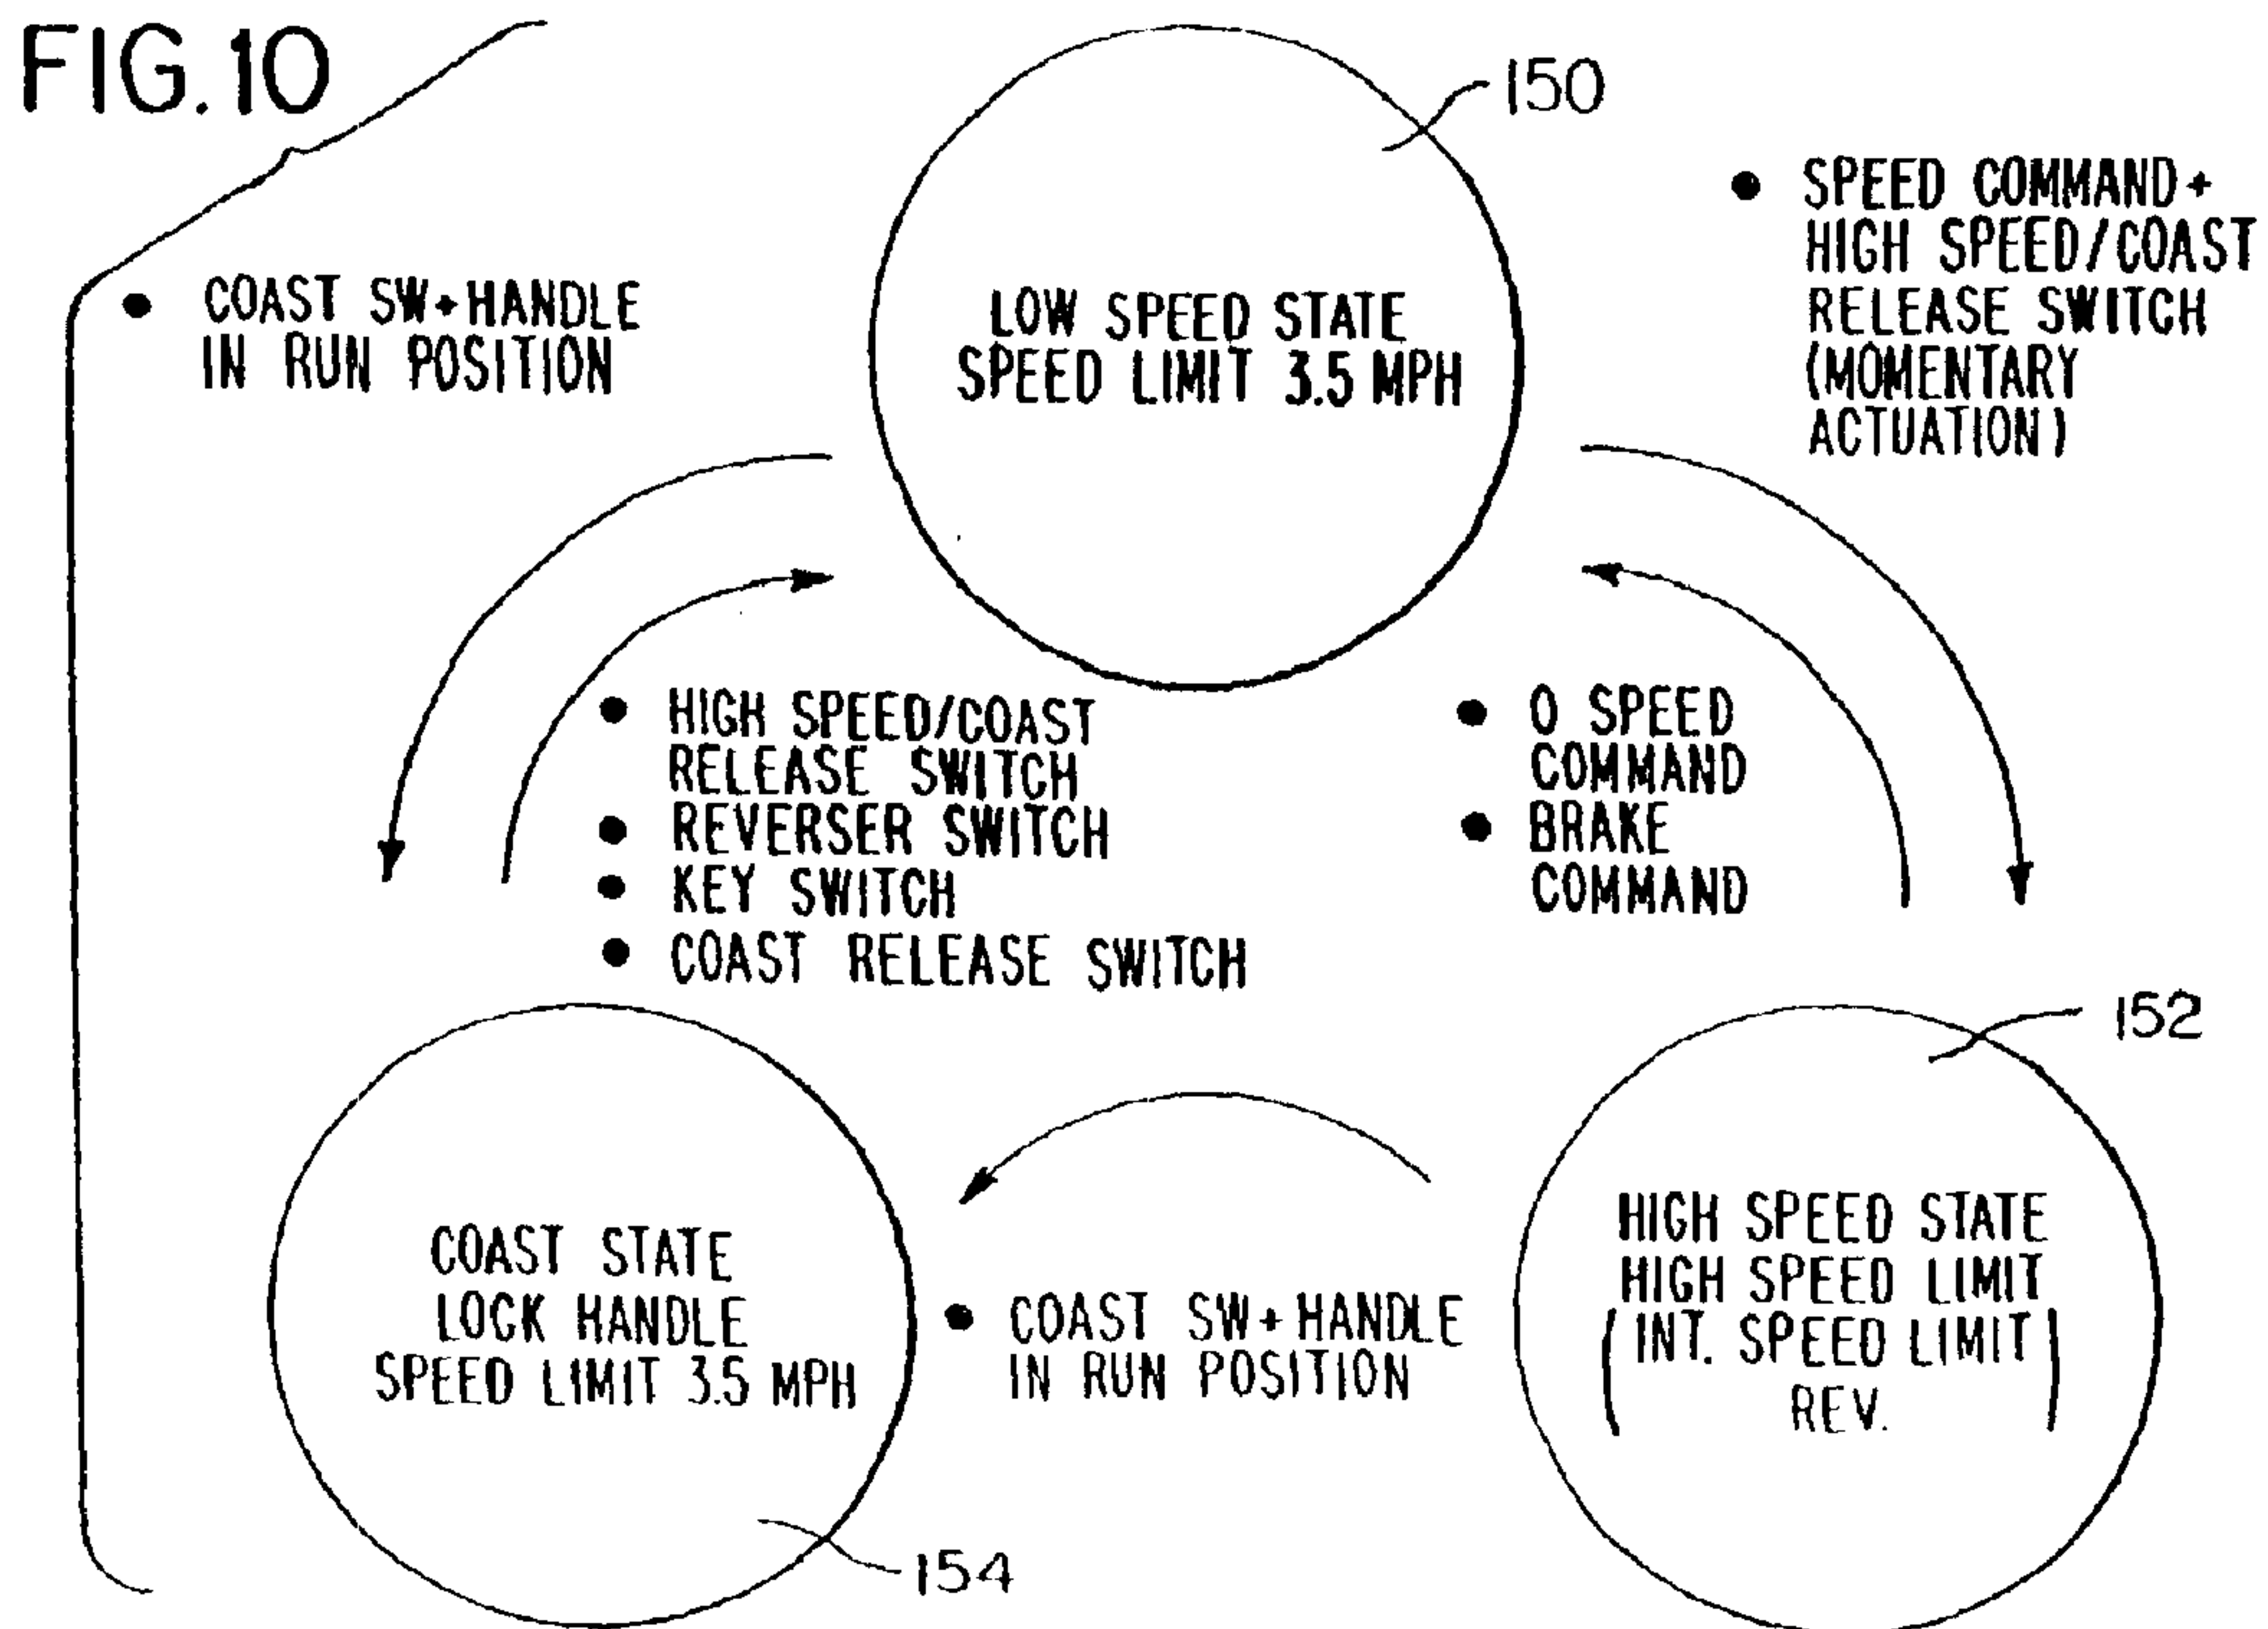 FIG.10
150
• SPEED COMMAND+
HIGH SPEED/COAST
RELEASE SWITCH
(MOMENTARY
ACTUATION)
• COAST SW+HANDLE
IN RUN POSITION
LOW SPEED STATE
SPEED LIMIT 3.5 MPH
• HIGH SPEED/COAST
RELEASE SWITCH
• REVERSER SWITCH
• KEY SWITCH
• COAST RELEASE SWITCH
• 0 SPEED
COMMAND
• BRAKE
COMMAND
152
COAST STATE
LOCK HANDLE
SPEED LIMIT 3.5 MPH
• COAST SW+HANDLE
IN RUN POSITION
HIGH SPEED STATE
HIGH SPEED LIMIT
(INT. SPEED LIMIT
REV.)
154